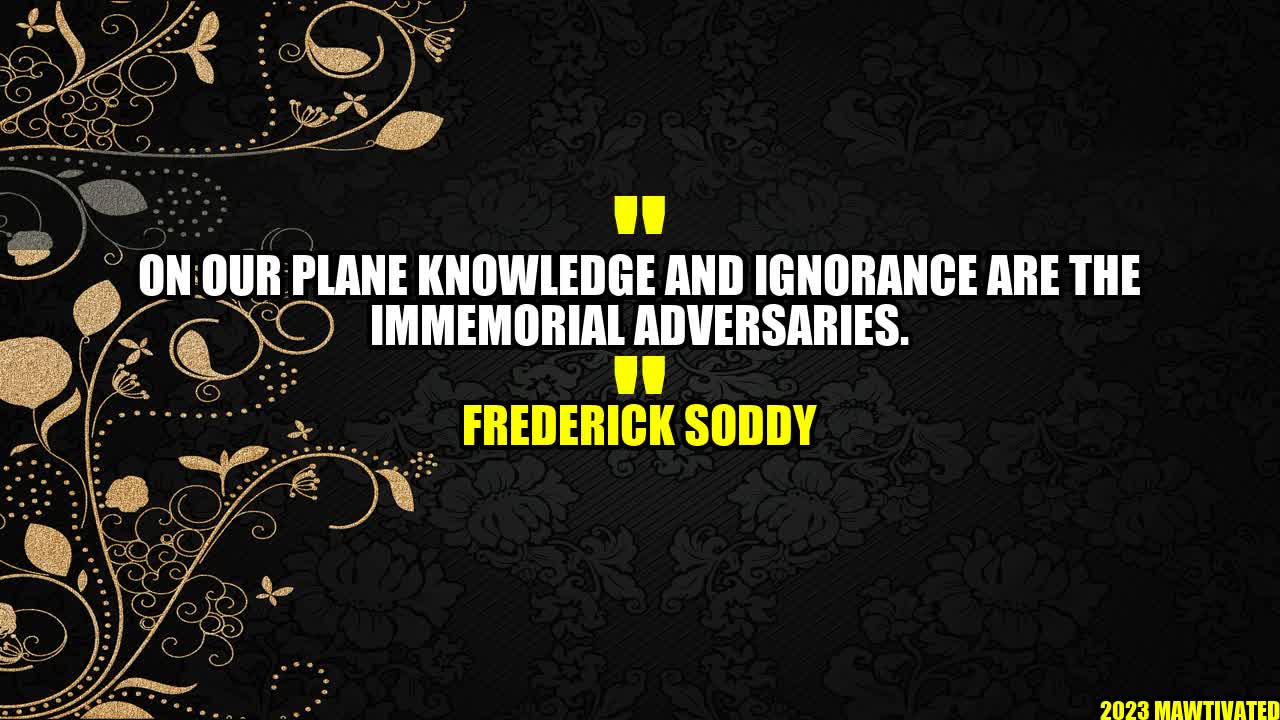 "
ON OUR PLANE KNOWLEDGE AND IGNORANCE ARE THE
IMMEMORIAL ADVERSARIES.
"
FREDERICK SODDY
2023 MAWTIVATED